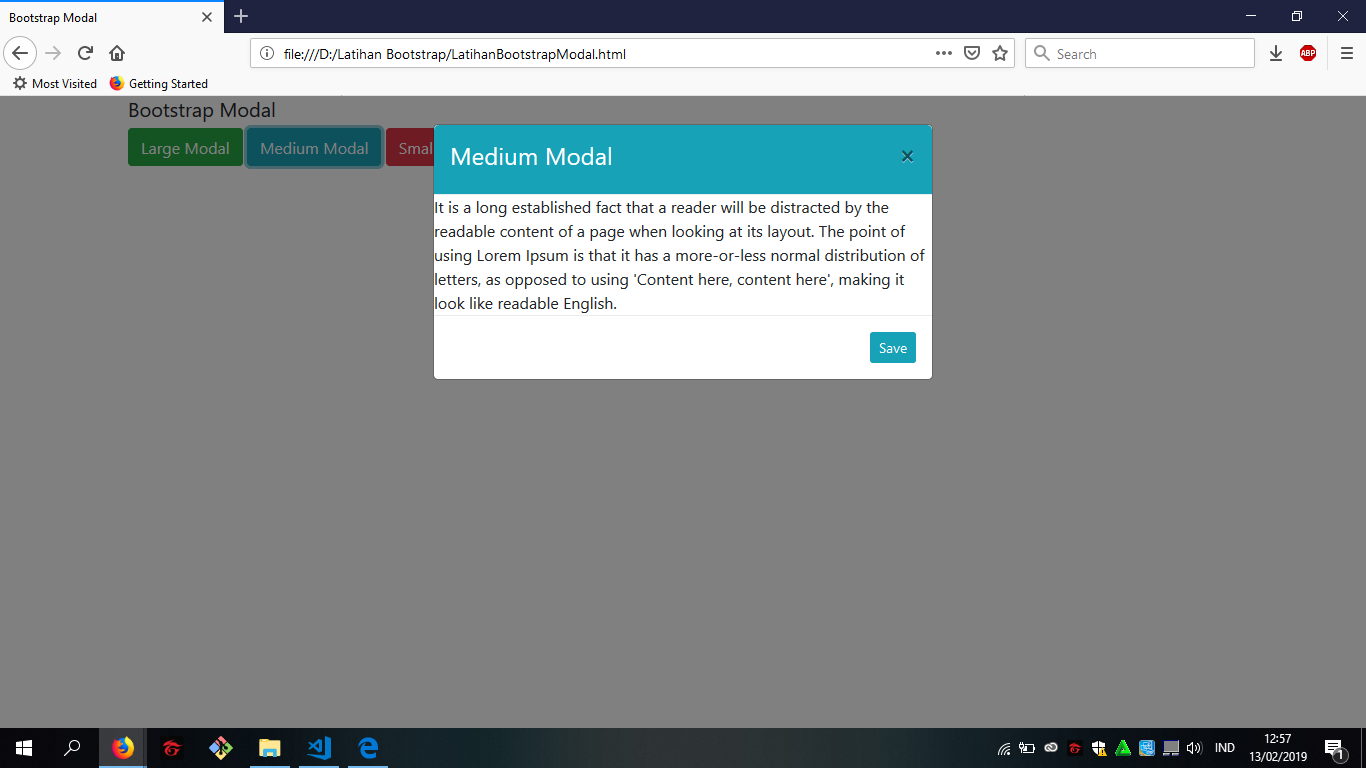 Bootstrap Modal
file:///D:/Latihan Bootstrap/LatihanBootstrapModal.html
Search
ABP
Most Visited
Getting Started
Bootstrap Modal
Large Modal
Medium Modal
Smal
Medium Modal
×
It is a long established fact that a reader will be distracted by the
readable content of a page when looking at its layout. The point of
using Lorem Ipsum is that it has a more-or-less normal distribution of
letters, as opposed to using 'Content here, content here', making it
look like readable English.
Save
IND
12:57
13/02/2019
1